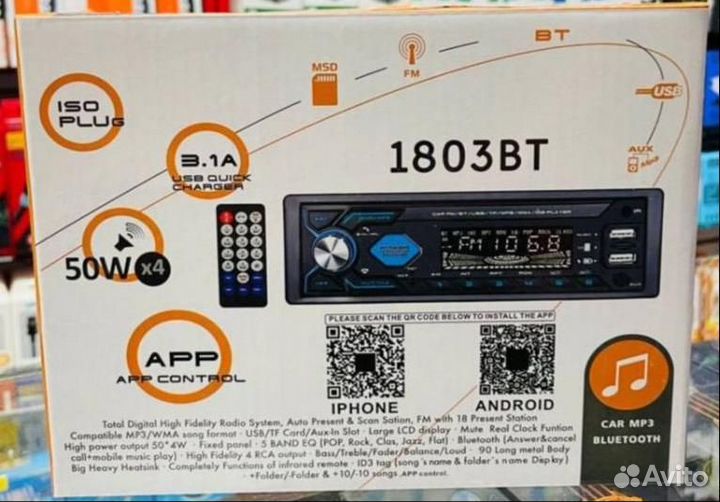 BT
MSD
FM
USB
AUX
ISO
PLUG
3.1A
USB QUICK
CHARGER
1803BT
50W x4
FM 106.8
APP
APP CONTROL
PLEASE SCAN THE QR CODE BELOW TO INSTALL THE APP
IPHONE
ANDROID
CAR MP3
BLUETOOTH
Total Digital High Fidelity Radio System, Auto Present & Scan Sation, FM with 18 Present Station
Compatible MP3/WMA song format · USB/TF Card/Aux-In Slot · Large LCD display · Mute Real Clock Funtion
High power output 50*4W · Fixed panel · 5 BAND EQ (POP, Rock, Clas, Jazz, Flat) · Bluetooth (Answer&cancel
call+mobile music play) · High Fidelity 4 RCA output · Bass/Treble/Fader/Balance/Loud · 90 Long metal Body
Big Heavy Heatsink · Completely Functions of infrared remote · ID3 tag (song`s name & folder`s name Display)
+Folder/-Folder & +10/-10 songs .APP control.
Avito